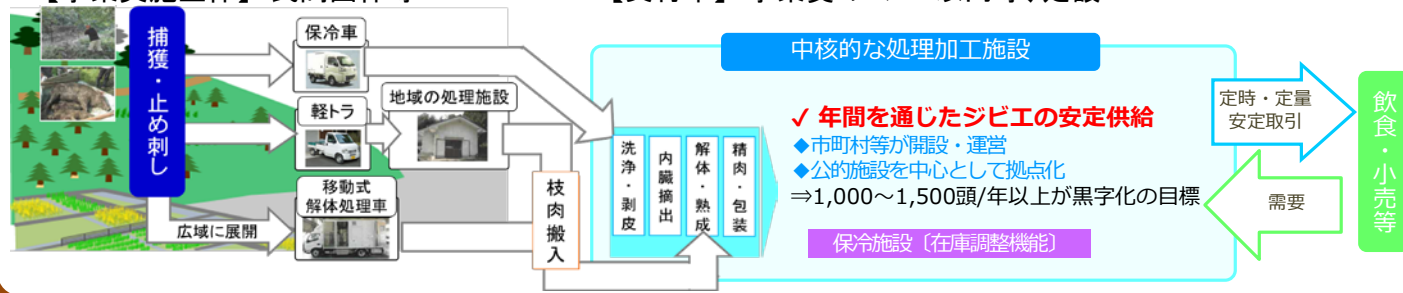 捕獲・止め刺し
保冷車
軽トラ
地域の処理施設
移動式
解体処理車
広域に展開
枝肉搬入
中核的な処理加工施設
洗浄・剥皮
内臓摘出
解体・熟成
精肉・包装
✓ 年間を通じたジビエの安定供給
◆市町村等が開設・運営
◆公的施設を中心として拠点化
⇒1,000～1,500頭/年以上が黒字化の目標
保冷施設〔在庫調整機能〕
定時・定量
安定取引
需要
飲食・小売等